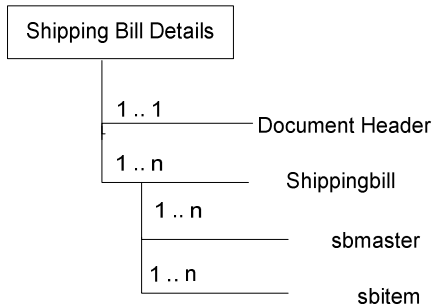 Shipping Bill Details
1 .. 1
Document Header
1 .. n
Shippingbill
1 .. n
sbmaster
1 .. n
sbitem